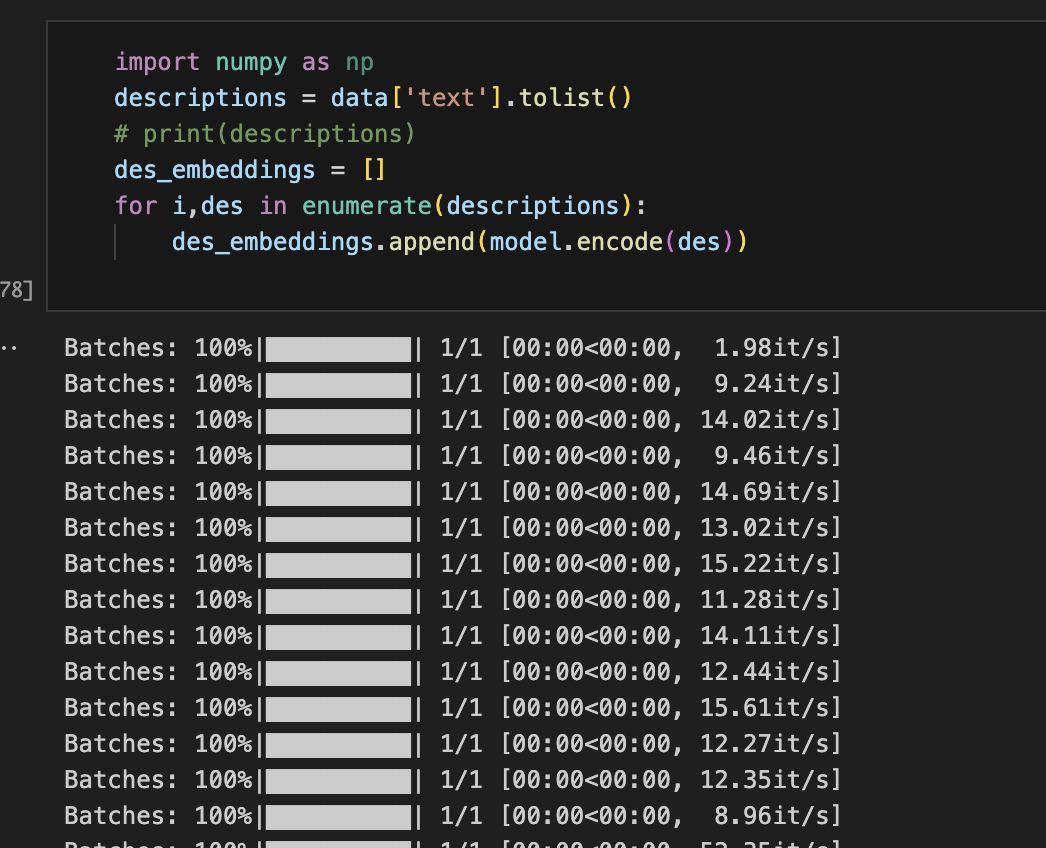 import numpy as np
descriptions = data['text'].tolist()
# print(descriptions)
des_embeddings = []
for i,des in enumerate(descriptions):
    des_embeddings.append(model.encode(des))
78]
..
Batches: 100%|██████████| 1/1 [00:00<00:00,  1.98it/s]
Batches: 100%|██████████| 1/1 [00:00<00:00,  9.24it/s]
Batches: 100%|██████████| 1/1 [00:00<00:00, 14.02it/s]
Batches: 100%|██████████| 1/1 [00:00<00:00,  9.46it/s]
Batches: 100%|██████████| 1/1 [00:00<00:00, 14.69it/s]
Batches: 100%|██████████| 1/1 [00:00<00:00, 13.02it/s]
Batches: 100%|██████████| 1/1 [00:00<00:00, 15.22it/s]
Batches: 100%|██████████| 1/1 [00:00<00:00, 11.28it/s]
Batches: 100%|██████████| 1/1 [00:00<00:00, 14.11it/s]
Batches: 100%|██████████| 1/1 [00:00<00:00, 12.44it/s]
Batches: 100%|██████████| 1/1 [00:00<00:00, 15.61it/s]
Batches: 100%|██████████| 1/1 [00:00<00:00, 12.27it/s]
Batches: 100%|██████████| 1/1 [00:00<00:00, 12.35it/s]
Batches: 100%|██████████| 1/1 [00:00<00:00,  8.96it/s]